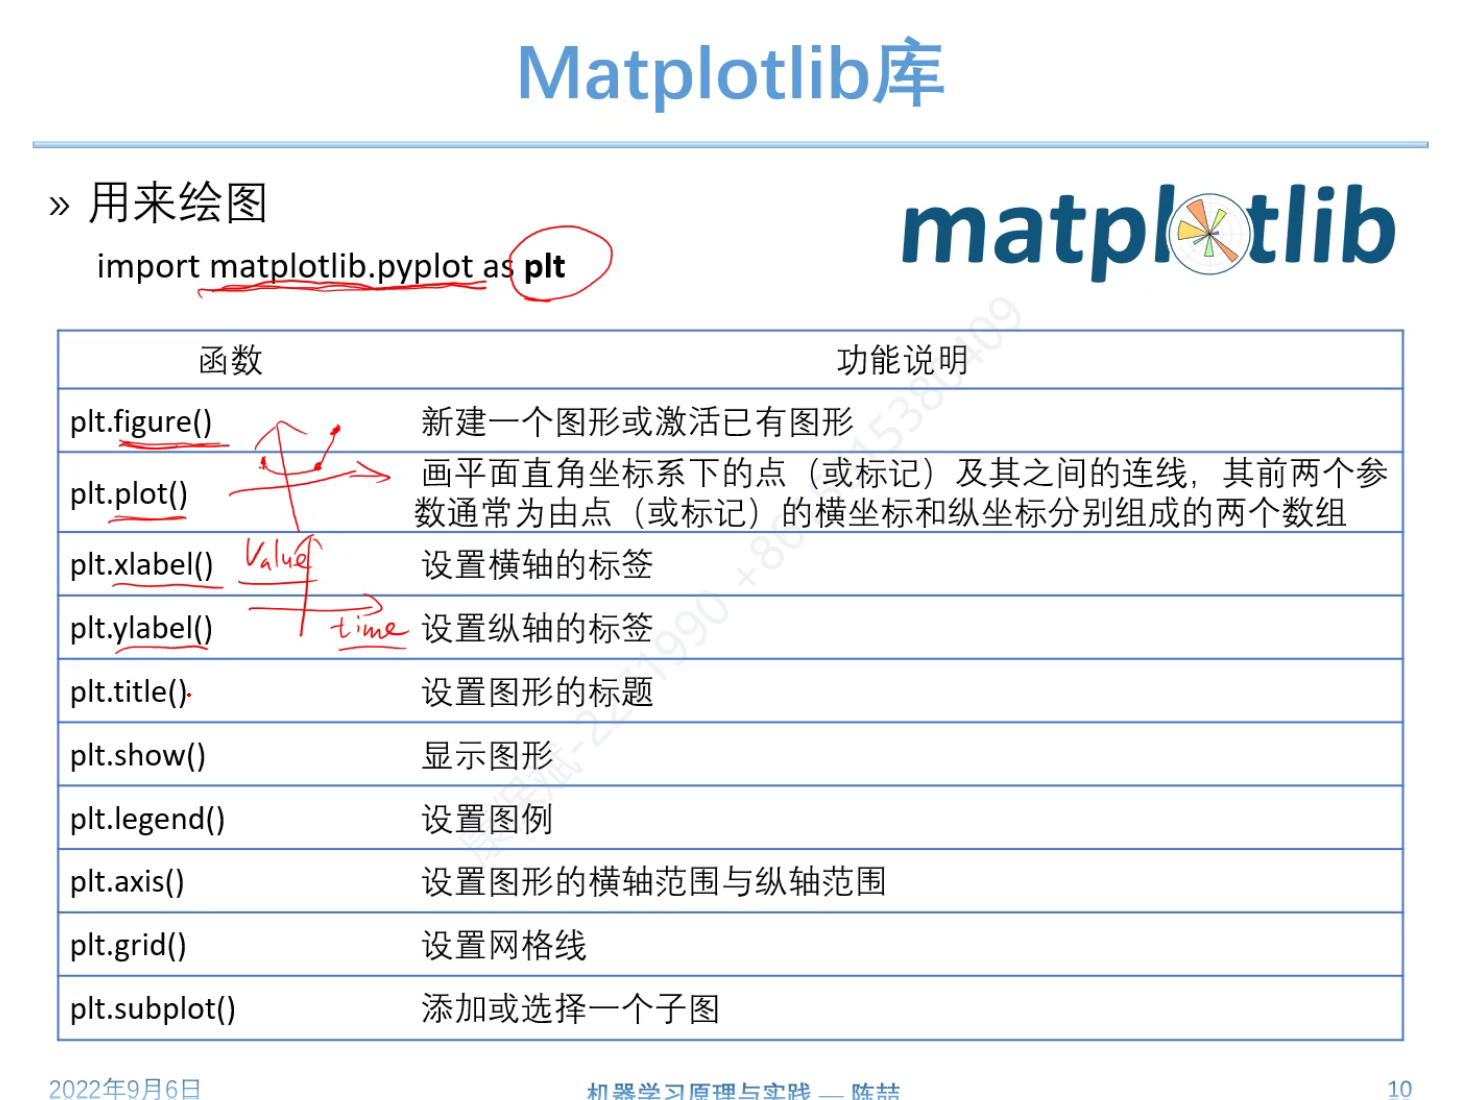 Matplotlib库
» 用来绘图
matplotlib
import matplotlib.pyplot as plt
函数 功能说明
plt.figure() 新建一个图形或激活已有图形
plt.plot() 画平面直角坐标系下的点（或标记）及其之间的连线，其前两个参
数通常为由点（或标记）的横坐标和纵坐标分别组成的两个数组
plt.xlabel() Value 设置横轴的标签
plt.ylabel() time 设置纵轴的标签
plt.title() 设置图形的标题
plt.show() 显示图形
plt.legend() 设置图例
plt.axis() 设置图形的横轴范围与纵轴范围
plt.grid() 设置网格线
plt.subplot() 添加或选择一个子图
2022年9月6日 机器学习原理与实践 — 陈喆 10